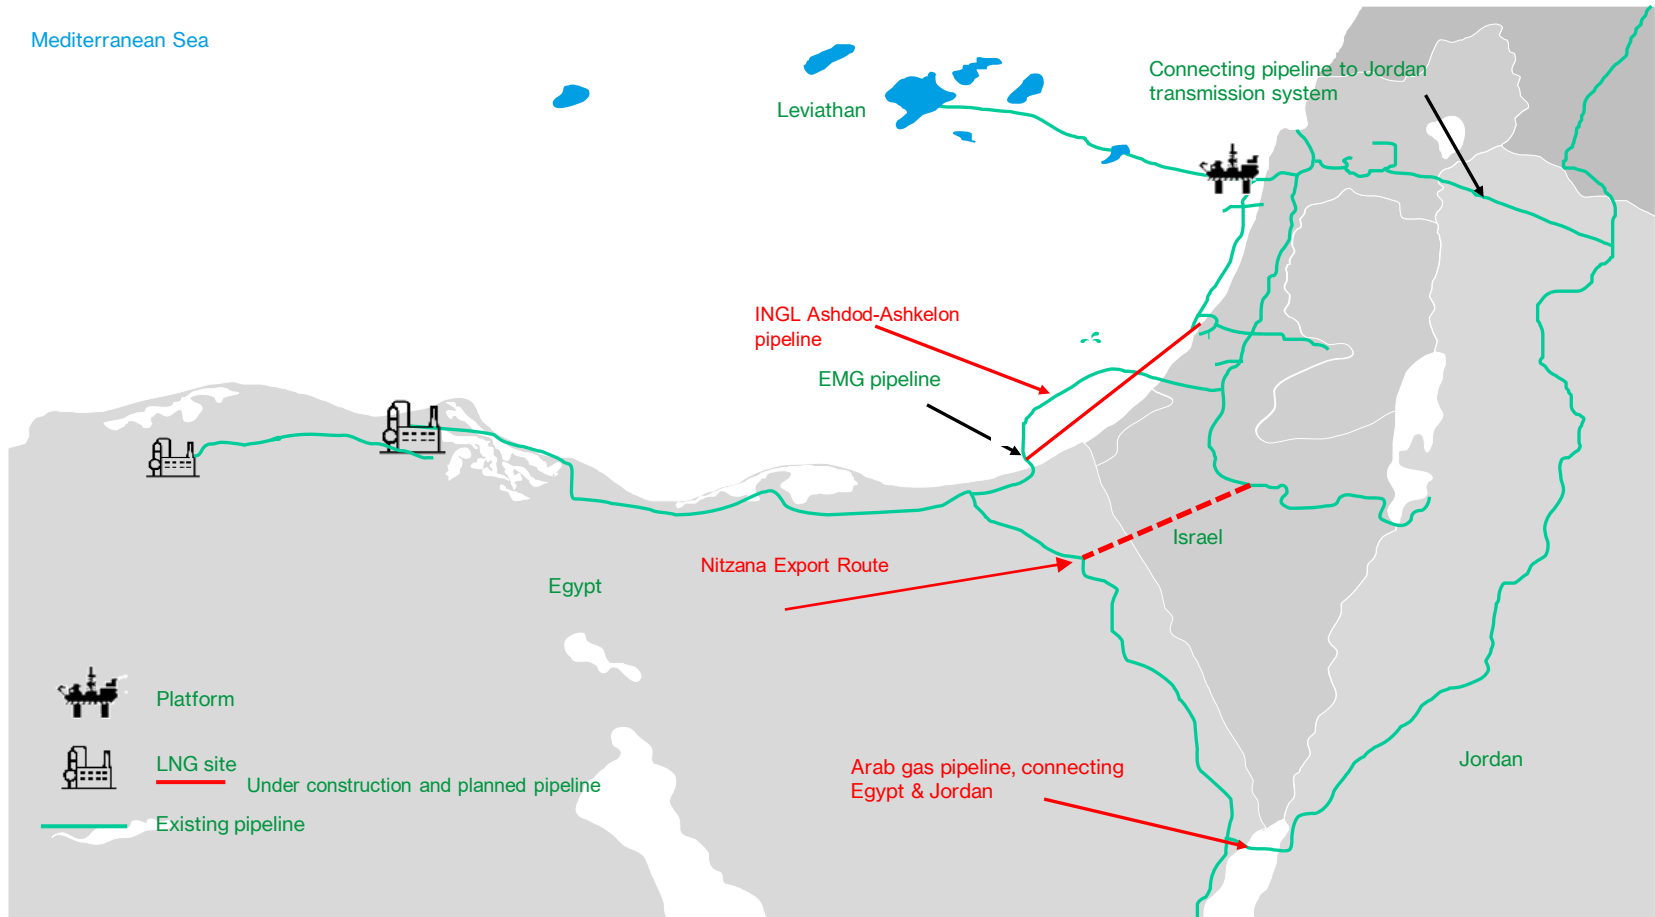 Mediterranean Sea
Connecting pipeline to Jordan
transmission system
Leviathan
INGL Ashdod-Ashkelon
pipeline
EMG pipeline
Nitzana Export Route
Israel
Egypt
Platform
LNG site
Under construction and planned pipeline
Existing pipeline
Arab gas pipeline, connecting
Egypt & Jordan
Jordan